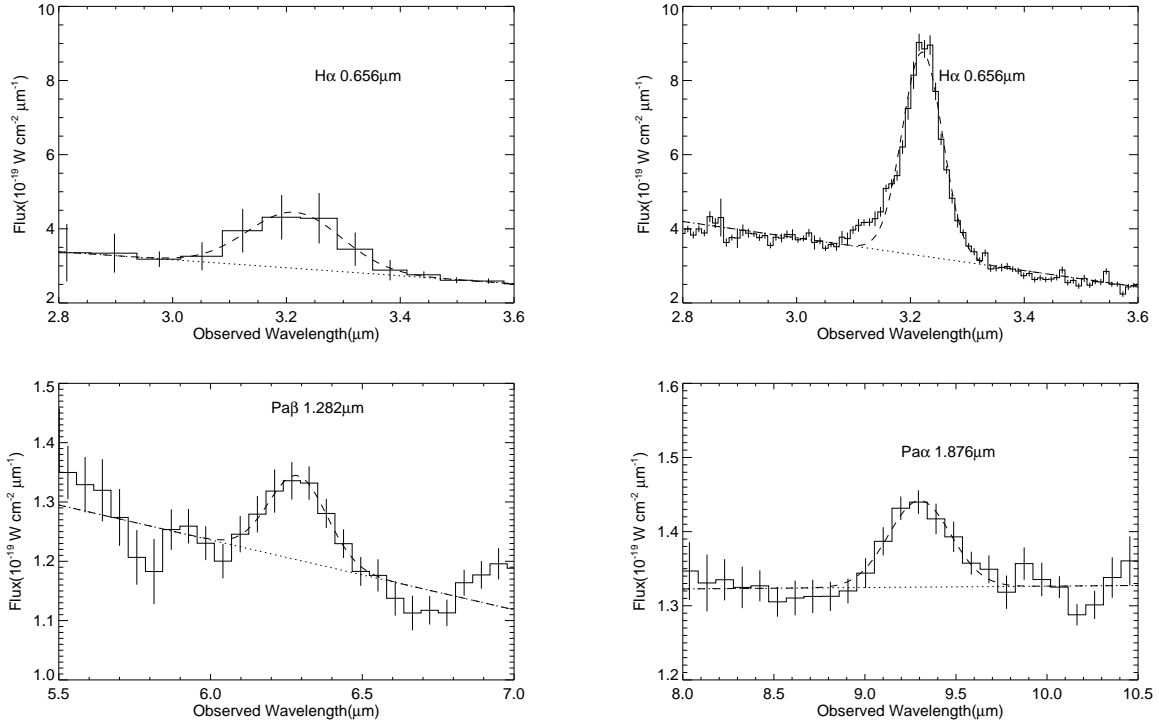 10
8
6
4
2
Flux(10⁻¹⁹ W cm⁻² μm⁻¹)
Hα 0.656μm
2.8 3.0 3.2 3.4 3.6
Observed Wavelength(μm)
10
8
6
4
2
Flux(10⁻¹⁹ W cm⁻² μm⁻¹)
Hα 0.656μm
2.8 3.0 3.2 3.4 3.6
Observed Wavelength(μm)
1.5
1.4
1.3
1.2
1.1
1.0
Flux(10⁻¹⁹ W cm⁻² μm⁻¹)
Paβ 1.282μm
5.5 6.0 6.5 7.0
Observed Wavelength(μm)
1.6
1.5
1.4
1.3
1.2
Flux(10⁻¹⁹ W cm⁻² μm⁻¹)
Paα 1.876μm
8.0 8.5 9.0 9.5 10.0 10.5
Observed Wavelength(μm)